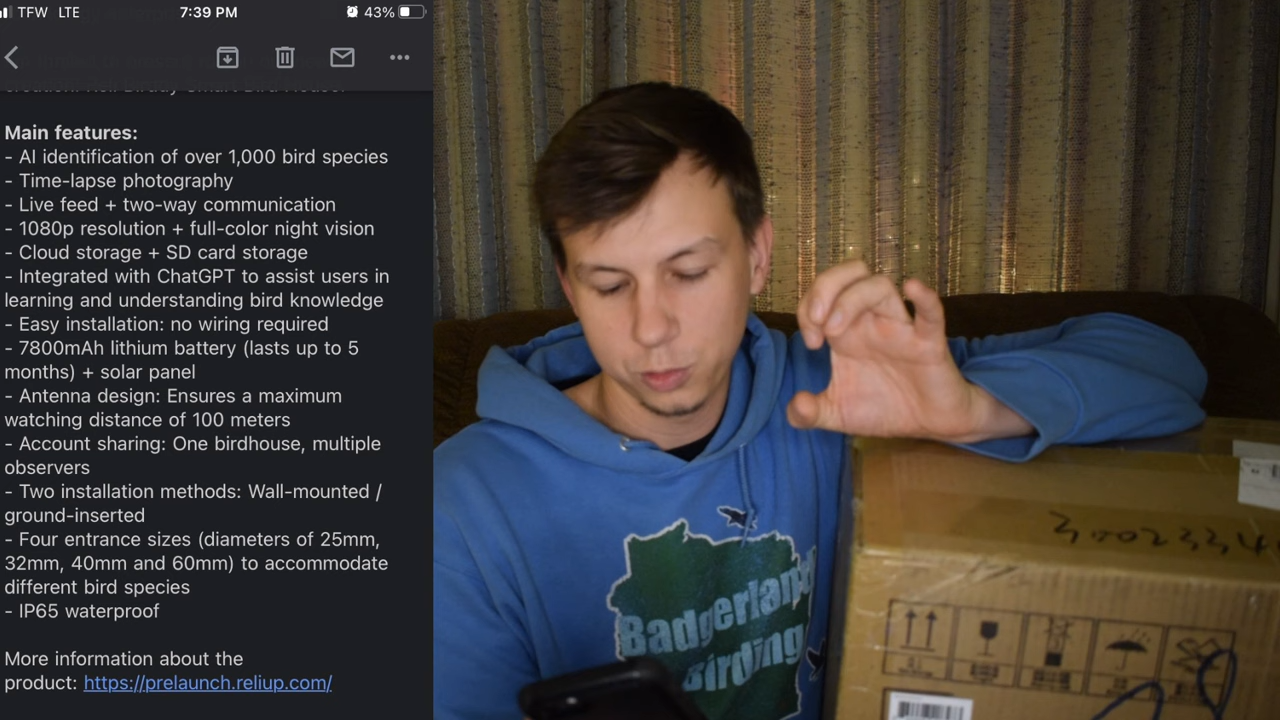 TFW LTE 7:39 PM 43%
Main features:
- AI identification of over 1,000 bird species
- Time-lapse photography
- Live feed + two-way communication
- 1080p resolution + full-color night vision
- Cloud storage + SD card storage
- Integrated with ChatGPT to assist users in
learning and understanding bird knowledge
- Easy installation: no wiring required
- 7800mAh lithium battery (lasts up to 5
months) + solar panel
- Antenna design: Ensures a maximum
watching distance of 100 meters
- Account sharing: One birdhouse, multiple
observers
- Two installation methods: Wall-mounted /
ground-inserted
- Four entrance sizes (diameters of 25mm,
32mm, 40mm and 60mm) to accommodate
different bird species
- IP65 waterproof
More information about the
product: https://prelaunch.reliup.com/
Badgerland
Birding